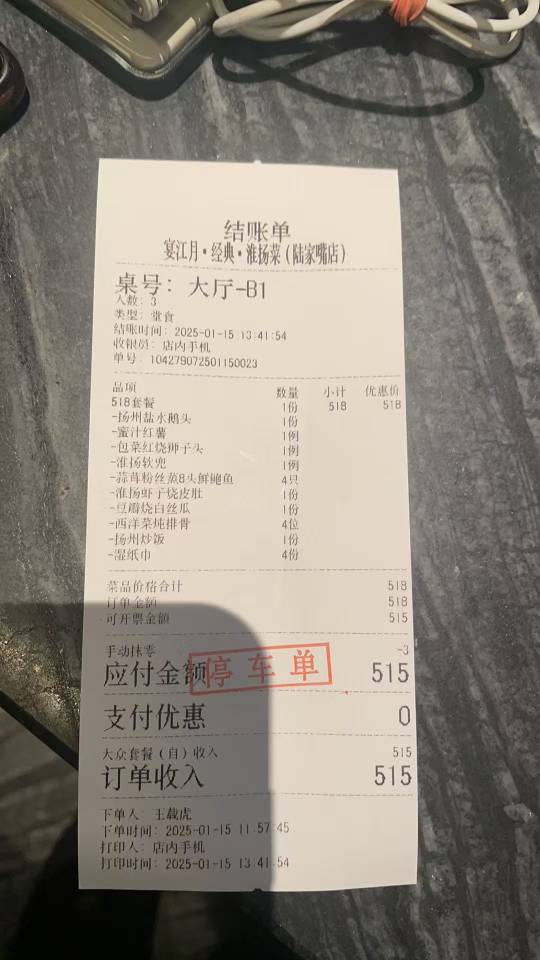 结账单
宴江月·经典·淮扬菜(陆家嘴店)
桌号: 大厅-B1
人数: 3
类型: 堂食
结账时间: 2025-01-15 13:41:54
收银员: 店内手机
单号: 104279072501150023
品项 数量 小计 优惠价
518套餐 1份 518 518
-扬州盐水鹅头 1份
-蜜汁红薯 1例
-包菜红烧狮子头 1例
-淮扬软兜 1例
-蒜茸粉丝蒸8头鲜鲍鱼 4只
-淮扬虾子烧皮肚 1份
-豆瓣烧白丝瓜 1份
-西洋菜炖排骨 4位
-扬州炒饭 1份
-湿纸巾 4份
菜品价格合计 518
订单金额 518
可开票金额 515
手动抹零 -3
应付金额 515
停车单
支付优惠 0
大众套餐(自)收入 515
订单收入 515
下单人: 王载虎
下单时间: 2025-01-15 11:57:45
打印人: 店内手机
打印时间: 2025-01-15 13:41:54